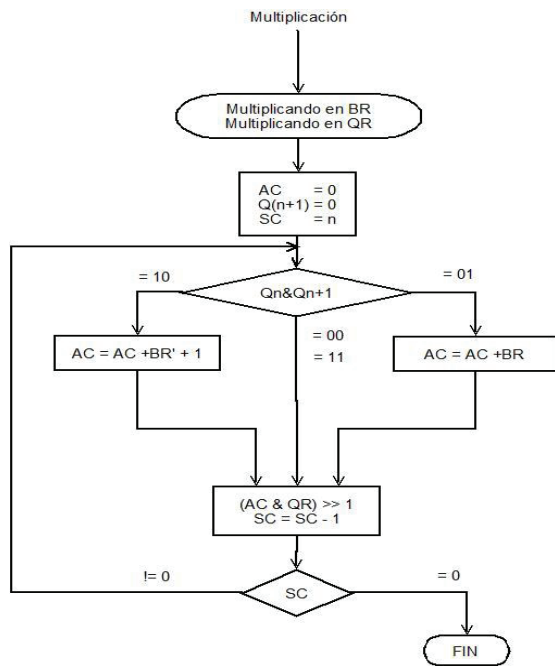 Multiplicación
Multiplicando en BR
Multiplicando en QR
AC = 0
Q(n+1) = 0
SC = n
= 10
Qn&Qn+1
= 01
= 00
= 11
AC = AC +BR' + 1
AC = AC +BR
(AC & QR) >> 1
SC = SC - 1
!= 0
SC
= 0
FIN